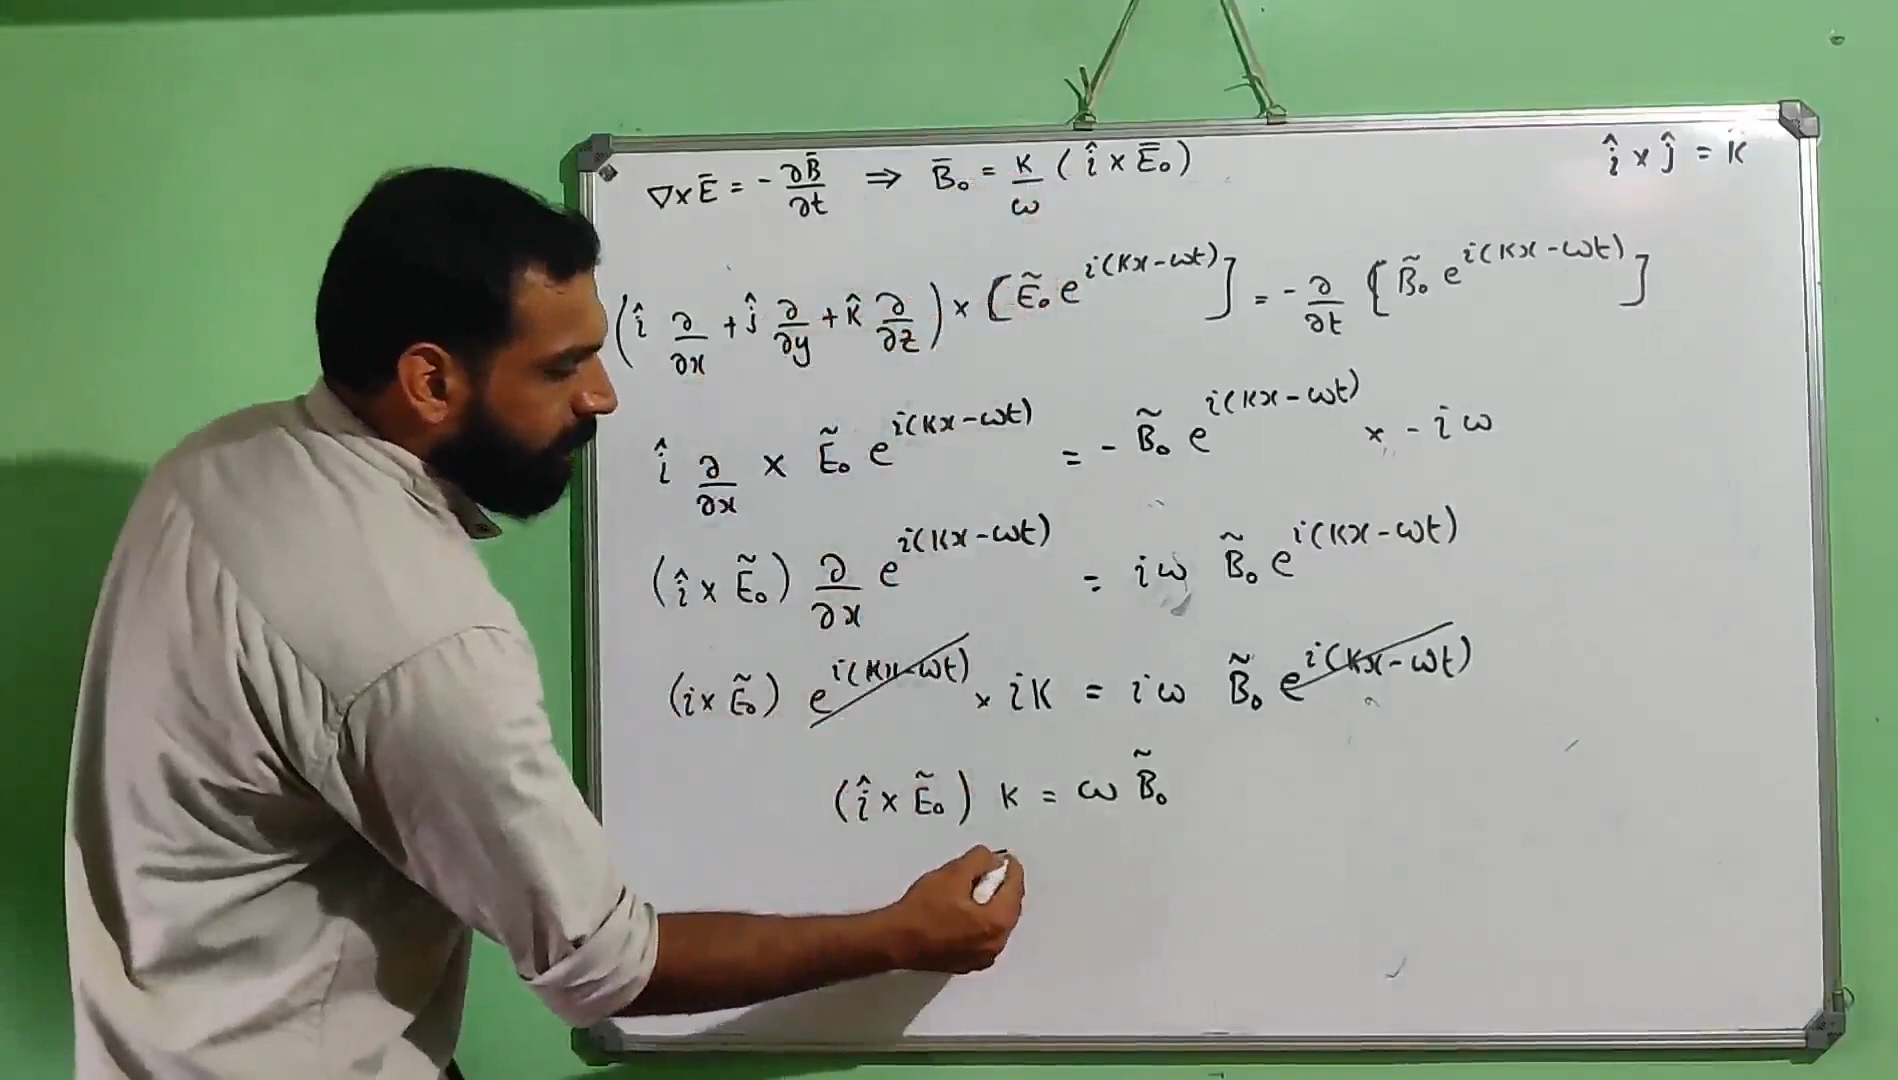 ∇×Ē = -∂B̄/∂t ⇒ B̄₀ = K/ω (î × Ē₀)
î × ĵ = k̂
(î ∂/∂x + ĵ ∂/∂y + k̂ ∂/∂z) × [Ẽ₀ e^{i(Kx-ωt)}] = -∂/∂t [B̃₀ e^{i(Kx-ωt)}]
î ∂/∂x × Ẽ₀ e^{i(Kx-ωt)} = - B̃₀ e^{i(Kx-ωt)} × -iω
(î × Ẽ₀) ∂/∂x e^{i(Kx-ωt)} = iω B̃₀ e^{i(Kx-ωt)}
(i × Ẽ₀) e^{i(Kx-ωt)} × iK = iω B̃₀ e^{i(Kx-ωt)}
(î × Ẽ₀) K = ω B̃₀